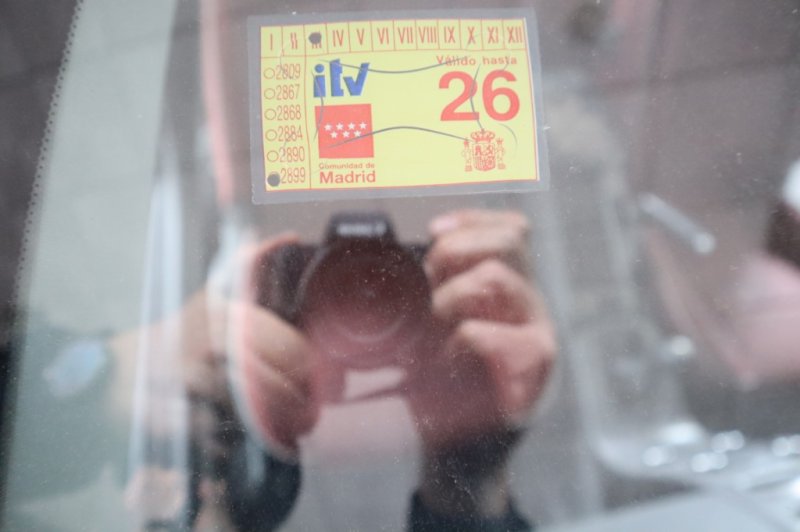 I II III IV V VI VII VIII IX X XI XII
2809
2867
2868
2884
2890
2899
itv
Válido hasta
26
Comunidad de
Madrid